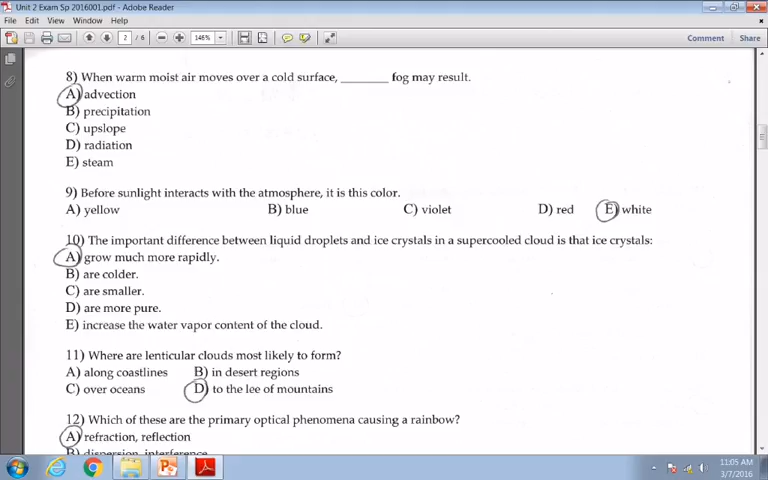 Unit 2 Exam Sp 2016001.pdf - Adobe Reader
File Edit View Window Help
2 / 6 146% Comment Share
8) When warm moist air moves over a cold surface, ________ fog may result.
A) advection
B) precipitation
C) upslope
D) radiation
E) steam
9) Before sunlight interacts with the atmosphere, it is this color.
A) yellow B) blue C) violet D) red E) white
10) The important difference between liquid droplets and ice crystals in a supercooled cloud is that ice crystals:
A) grow much more rapidly.
B) are colder.
C) are smaller.
D) are more pure.
E) increase the water vapor content of the cloud.
11) Where are lenticular clouds most likely to form?
A) along coastlines B) in desert regions
C) over oceans D) to the lee of mountains
12) Which of these are the primary optical phenomena causing a rainbow?
A) refraction, reflection
B) dispersion, interference
11:05 AM
3/7/2016